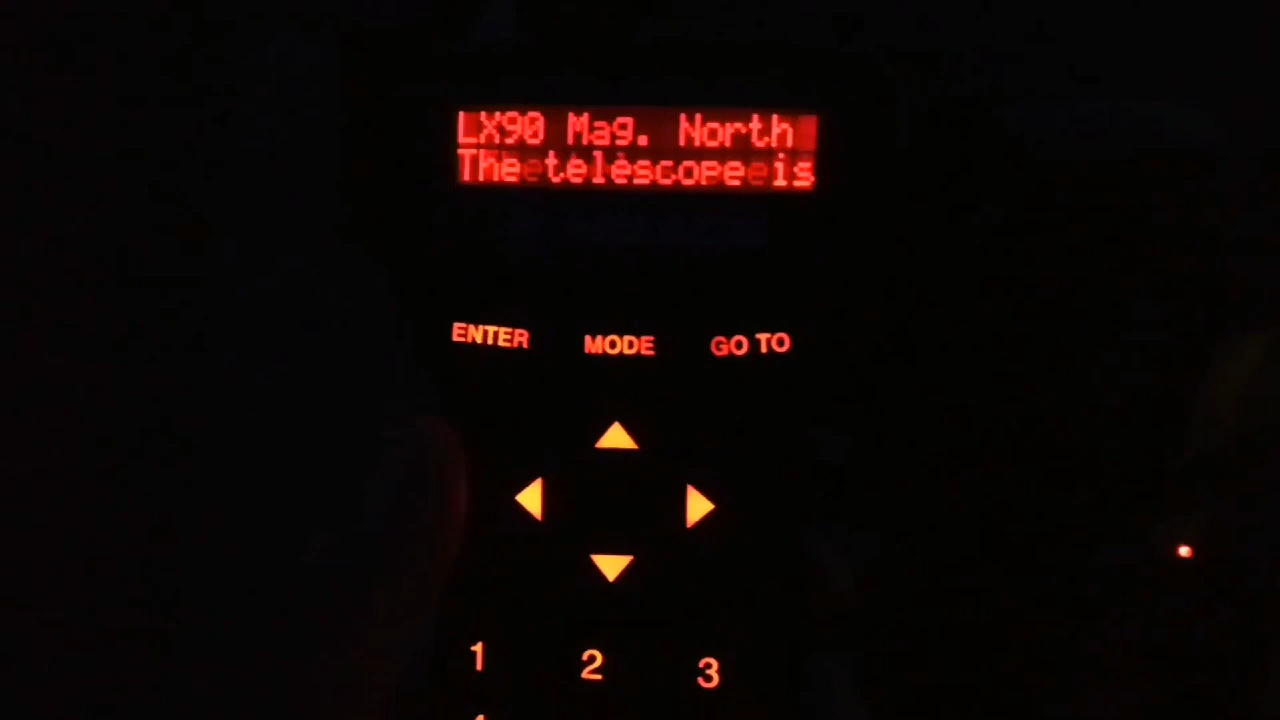 LX90 Mag. North
The telescope is
ENTER MODE GO TO
1 2 3